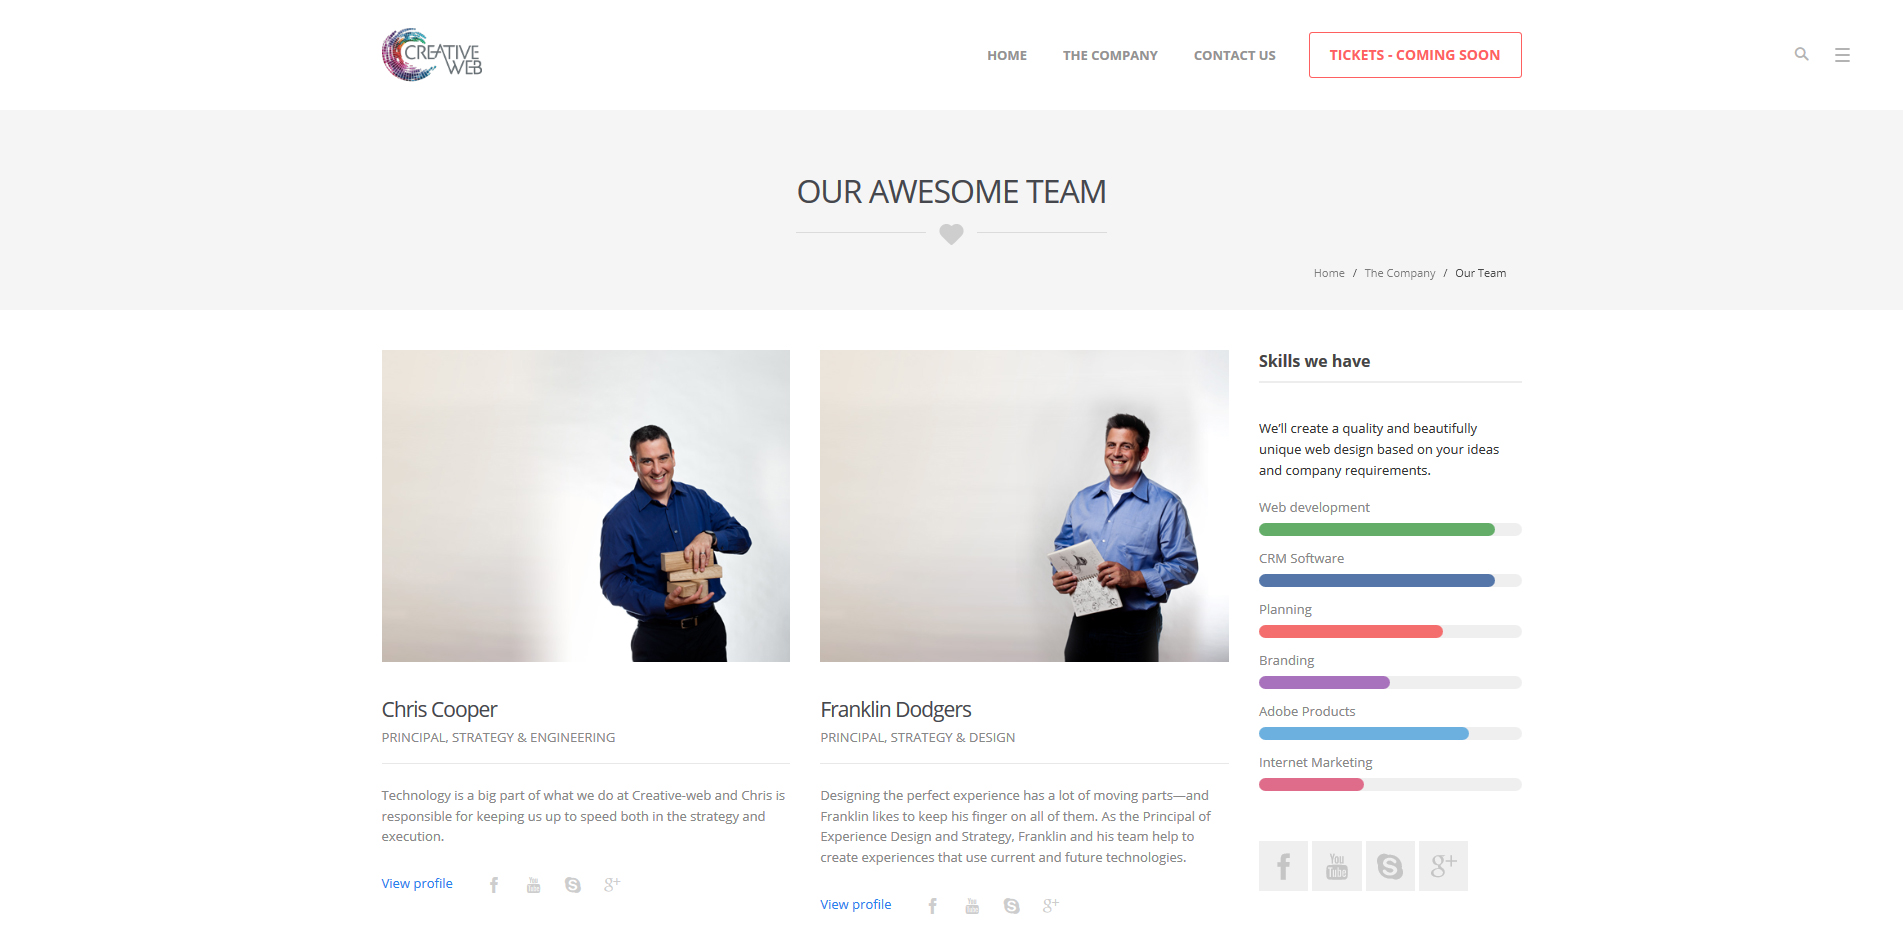 CREATIVE
WEB
HOME
THE COMPANY
CONTACT US
TICKETS - COMING SOON
OUR AWESOME TEAM
Home / The Company / Our Team
Chris Cooper
PRINCIPAL, STRATEGY & ENGINEERING
Technology is a big part of what we do at Creative-web and Chris is
responsible for keeping us up to speed both in the strategy and
execution.
View profile
You
Tube
g+
Franklin Dodgers
PRINCIPAL, STRATEGY & DESIGN
Designing the perfect experience has a lot of moving parts—and
Franklin likes to keep his finger on all of them. As the Principal of
Experience Design and Strategy, Franklin and his team help to
create experiences that use current and future technologies.
View profile
You
Tube
g+
Skills we have
We’ll create a quality and beautifully
unique web design based on your ideas
and company requirements.
Web development
CRM Software
Planning
Branding
Adobe Products
Internet Marketing
You
Tube
g+